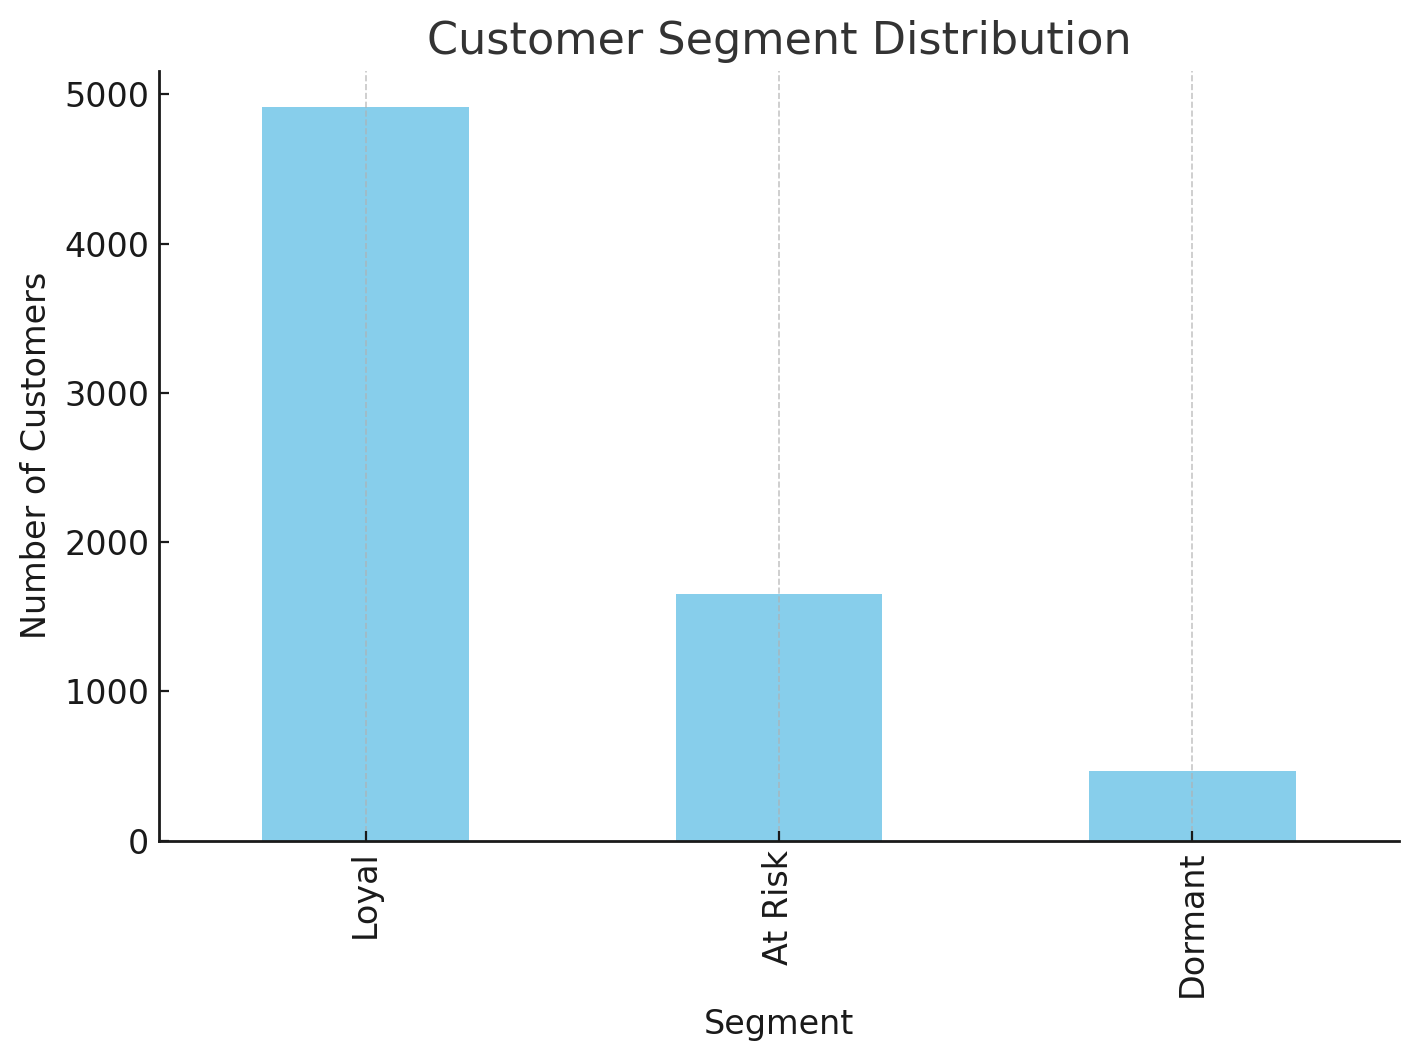 Customer Segment Distribution
Number of Customers
5000
4000
3000
2000
1000
0
Loyal
At Risk
Dormant
Segment